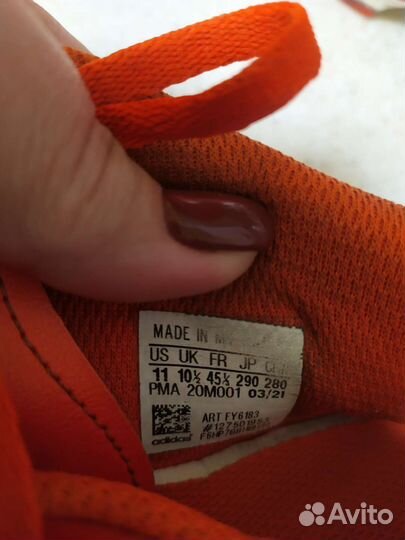 MADE IN
US UK FR JP
11 10½ 45⅓ 290 280
PMA 20M001 03/21
ART FY6183
adidas
Avito